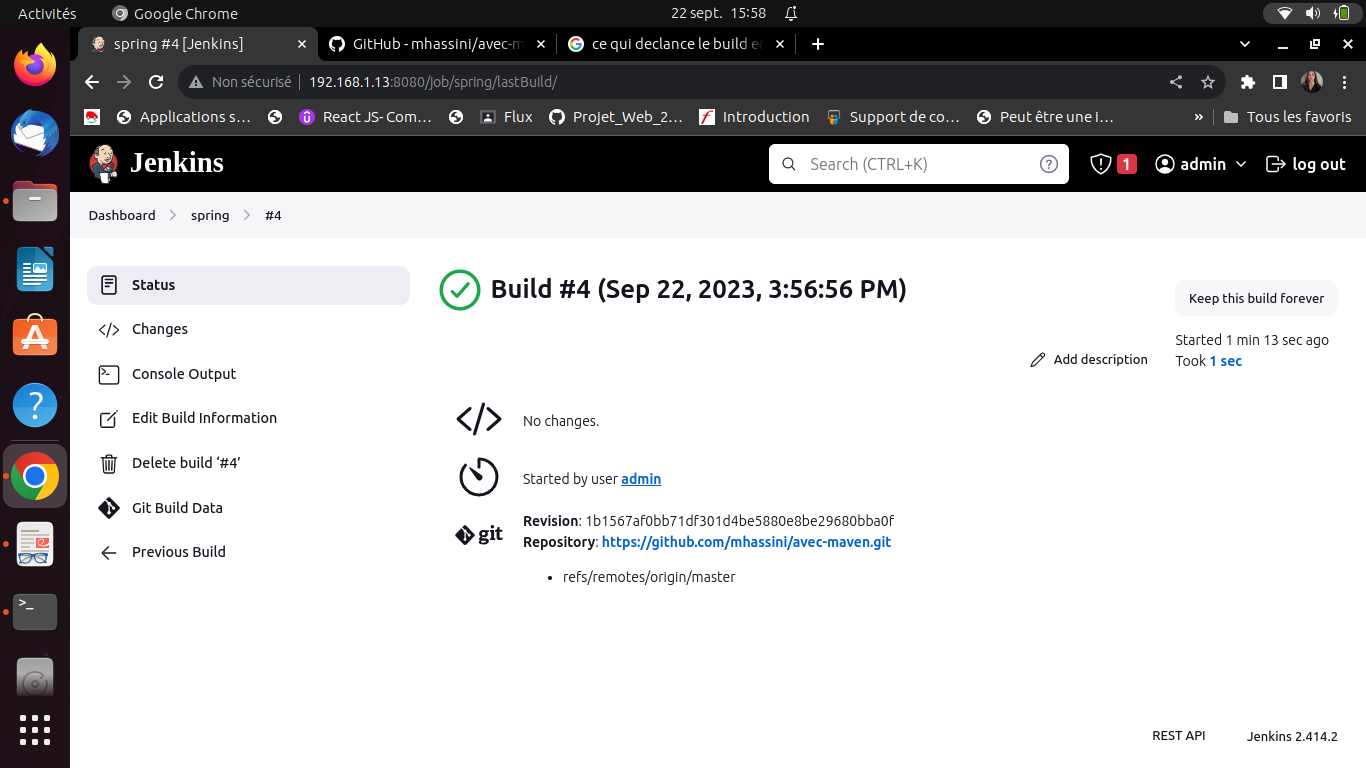 Activités
Google Chrome
22 sept. 15:58
spring #4 [Jenkins]
GitHub - mhassini/avec-m
ce qui declance le build e
Non sécurisé
192.168.1.13:8080/job/spring/lastBuild/
Applications s…
React JS- Com…
Flux
Projet_Web_2…
Introduction
Support de co…
Peut être une i…
»
Tous les favoris
Jenkins
Search (CTRL+K)
1
admin
log out
Dashboard
spring
#4
Status
Changes
Console Output
Edit Build Information
Delete build ‘#4’
Git Build Data
Previous Build
Build #4 (Sep 22, 2023, 3:56:56 PM)
Keep this build forever
Started 1 min 13 sec ago
Took 1 sec
Add description
No changes.
Started by user admin
git
Revision: 1b1567af0bb71df301d4be5880e8be29680bba0f
Repository: https://github.com/mhassini/avec-maven.git
• refs/remotes/origin/master
REST API
Jenkins 2.414.2